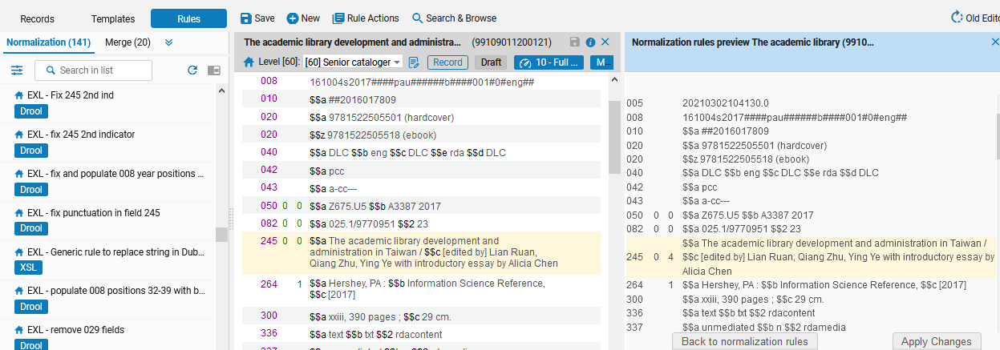 Records Templates Rules Save New Rule Actions Search & Browse Old Edito
Normalization (141) Merge (20)
Search in list
EXL - Fix 245 2nd ind
Drool
EXL - fix 245 2nd indicator
Drool
EXL - fix and populate 008 year positions ...
Drool
EXL - fix punctuation in field 245
Drool
EXL - Generic rule to replace string in Dub...
XSL
EXL - populate 008 positions 32-39 with b...
Drool
EXL - remove 029 fields
Drool
The academic library development and administra... (99109011200121)
Level [60]: [60] Senior cataloger Record Draft 10 - Full ... M...
008 161004s2017####pau######b####001#0#eng##
010 $$a ##2016017809
020 $$a 9781522505501 (hardcover)
020 $$z 9781522505518 (ebook)
040 $$a DLC $$b eng $$c DLC $$e rda $$d DLC
042 $$a pcc
043 $$a a-cc---
050 0 0 $$a Z675.U5 $$b A3387 2017
082 0 0 $$a 025.1/9770951 $$2 23
245 0 0 $$a The academic library development and
administration in Taiwan / $$c [edited by] Lian Ruan,
Qiang Zhu, Ying Ye with introductory essay by Alicia Chen
264 1 $$a Hershey, PA : $$b Information Science Reference,
$$c [2017]
300 $$a xxiii, 390 pages ; $$c 29 cm.
336 $$a text $$b txt $$2 rdacontent
Normalization rules preview The academic library (9910...
005 20210302104130.0
008 161004s2017####pau######b####001#0#eng##
010 $$a ##2016017809
020 $$a 9781522505501 (hardcover)
020 $$z 9781522505518 (ebook)
040 $$a DLC $$b eng $$c DLC $$e rda $$d DLC
042 $$a pcc
043 $$a a-cc---
050 0 0 $$a Z675.U5 $$b A3387 2017
082 0 0 $$a 025.1/9770951 $$2 23
$$a The academic library development and administration in Taiwan /
245 0 4 $$c [edited by] Lian Ruan, Qiang Zhu, Ying Ye with introductory essay by
Alicia Chen
264 1 $$a Hershey, PA : $$b Information Science Reference, $$c [2017]
300 $$a xxiii, 390 pages ; $$c 29 cm.
336 $$a text $$b txt $$2 rdacontent
337 $$a unmediated $$b n $$2 rdamedia
Back to normalization rules Apply Changes